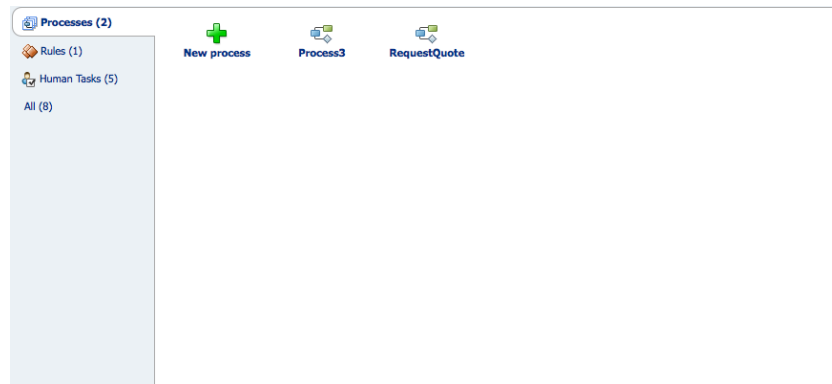 Processes (2)
Rules (1)
Human Tasks (5)
All (8)
New process
Process3
RequestQuote